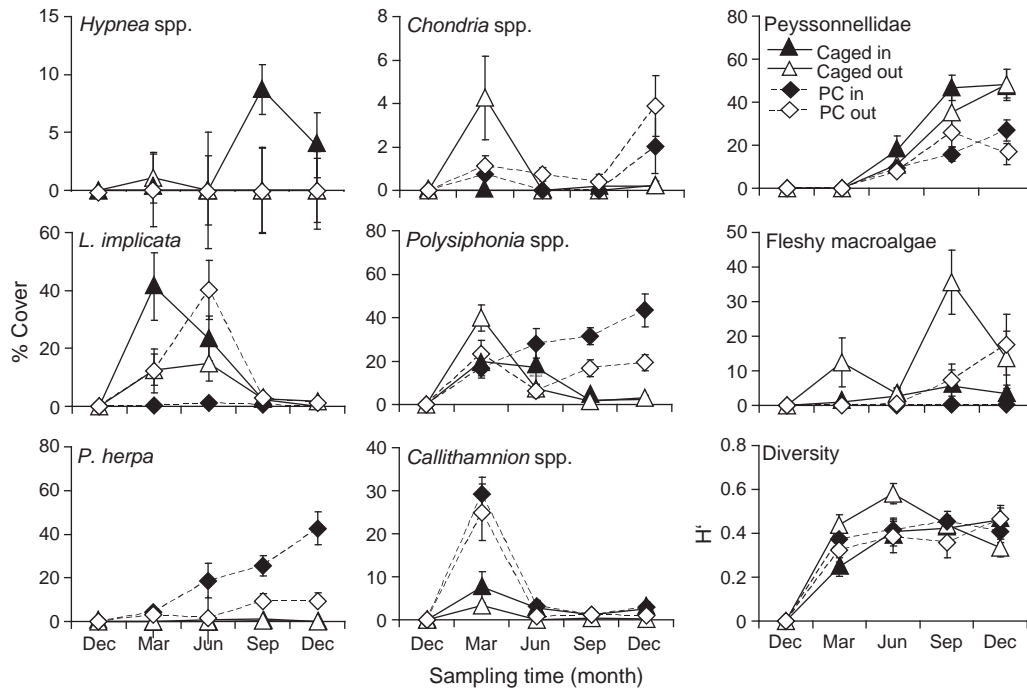 Hypnea spp.
15
10
5
0
Chondria spp.
8
6
4
2
0
Peyssonnellidae
Caged in
Caged out
PC in
PC out
80
60
40
20
0
L. implicata
60
40
20
0
Polysiphonia spp.
80
60
40
20
0
Fleshy macroalgae
50
40
30
20
10
0
% Cover
P. herpa
80
60
40
20
0
Dec Mar Jun Sep Dec
Callithamnion spp.
40
30
20
10
0
Dec Mar Jun Sep Dec
Diversity
0.8
0.6
0.4
0.2
0
H‘
Dec Mar Jun Sep Dec
Sampling time (month)